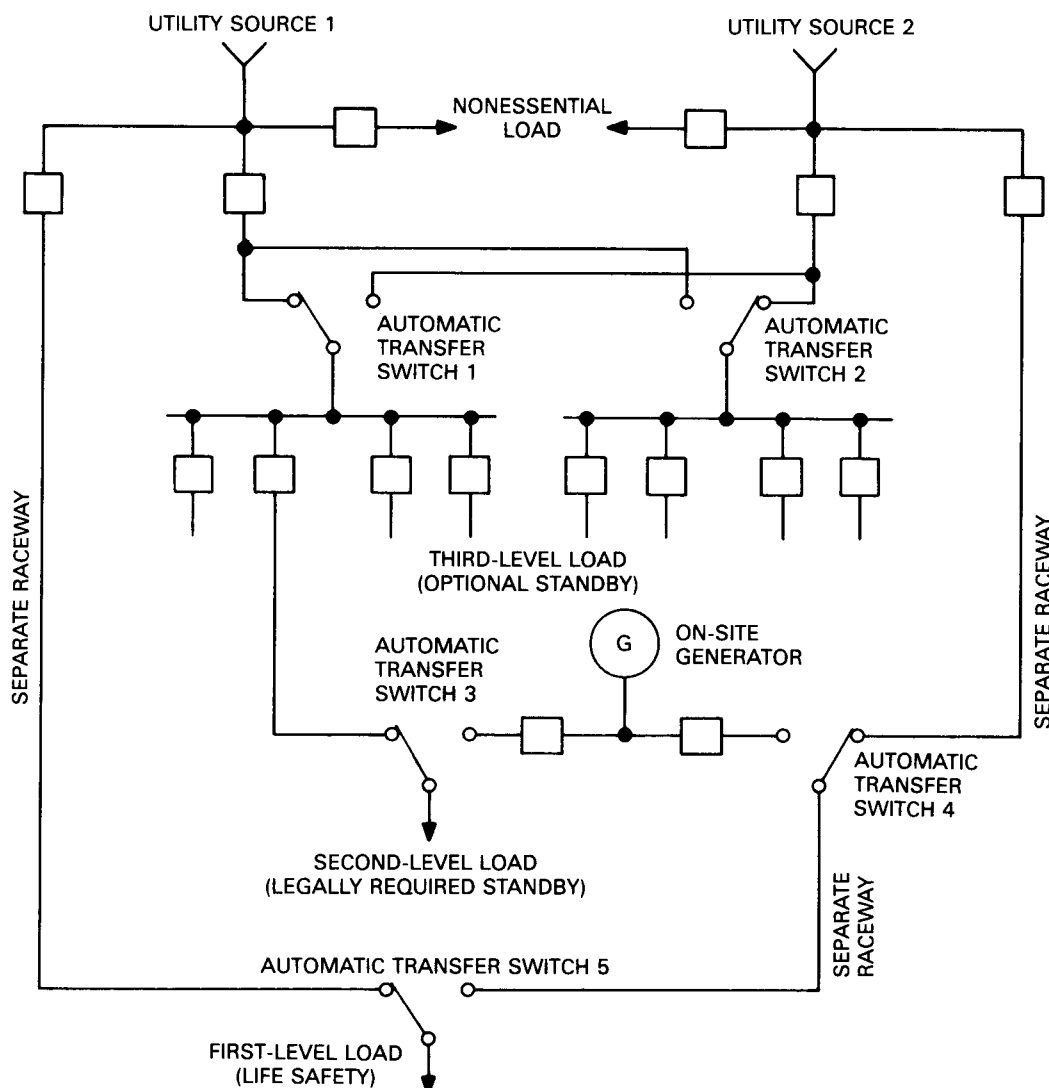 UTILITY SOURCE 1
UTILITY SOURCE 2
NONESSENTIAL
LOAD
AUTOMATIC
TRANSFER
SWITCH 1
AUTOMATIC
TRANSFER
SWITCH 2
SEPARATE RACEWAY
SEPARATE RACEWAY
THIRD-LEVEL LOAD
(OPTIONAL STANDBY)
AUTOMATIC
TRANSFER
SWITCH 3
G
ON-SITE
GENERATOR
AUTOMATIC
TRANSFER
SWITCH 4
SECOND-LEVEL LOAD
(LEGALLY REQUIRED STANDBY)
SEPARATE
RACEWAY
AUTOMATIC TRANSFER SWITCH 5
FIRST-LEVEL LOAD
(LIFE SAFETY)